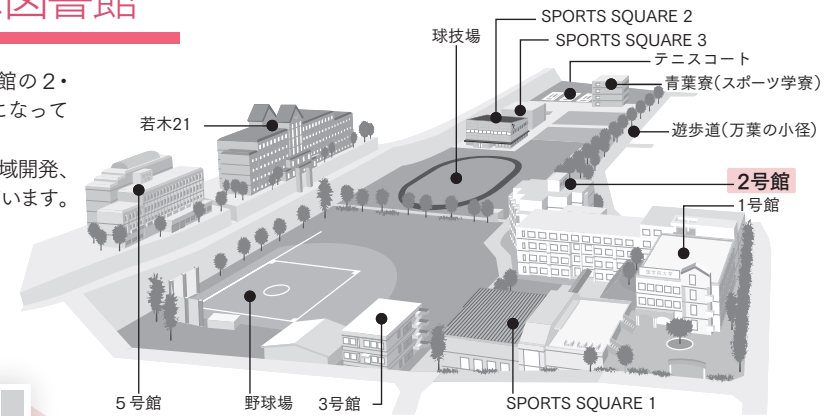 図書館
館の2・
になって
域開発、
います。
SPORTS SQUARE 2
球技場
SPORTS SQUARE 3
テニスコート
青葉寮(スポーツ学寮)
若木21
遊歩道(万葉の小径)
2号館
1号館
5号館
野球場
3号館
SPORTS SQUARE 1